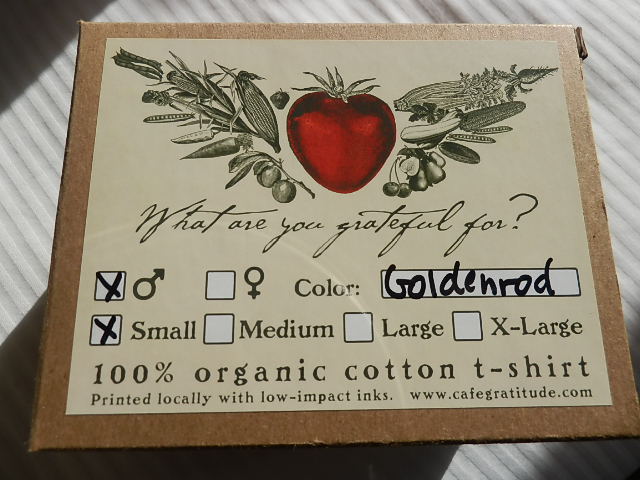 What are you grateful for?
X ♂ ♀ Color: Goldenrod
X Small Medium Large X-Large
100% organic cotton t-shirt
Printed locally with low-impact inks. www.cafegratitude.com